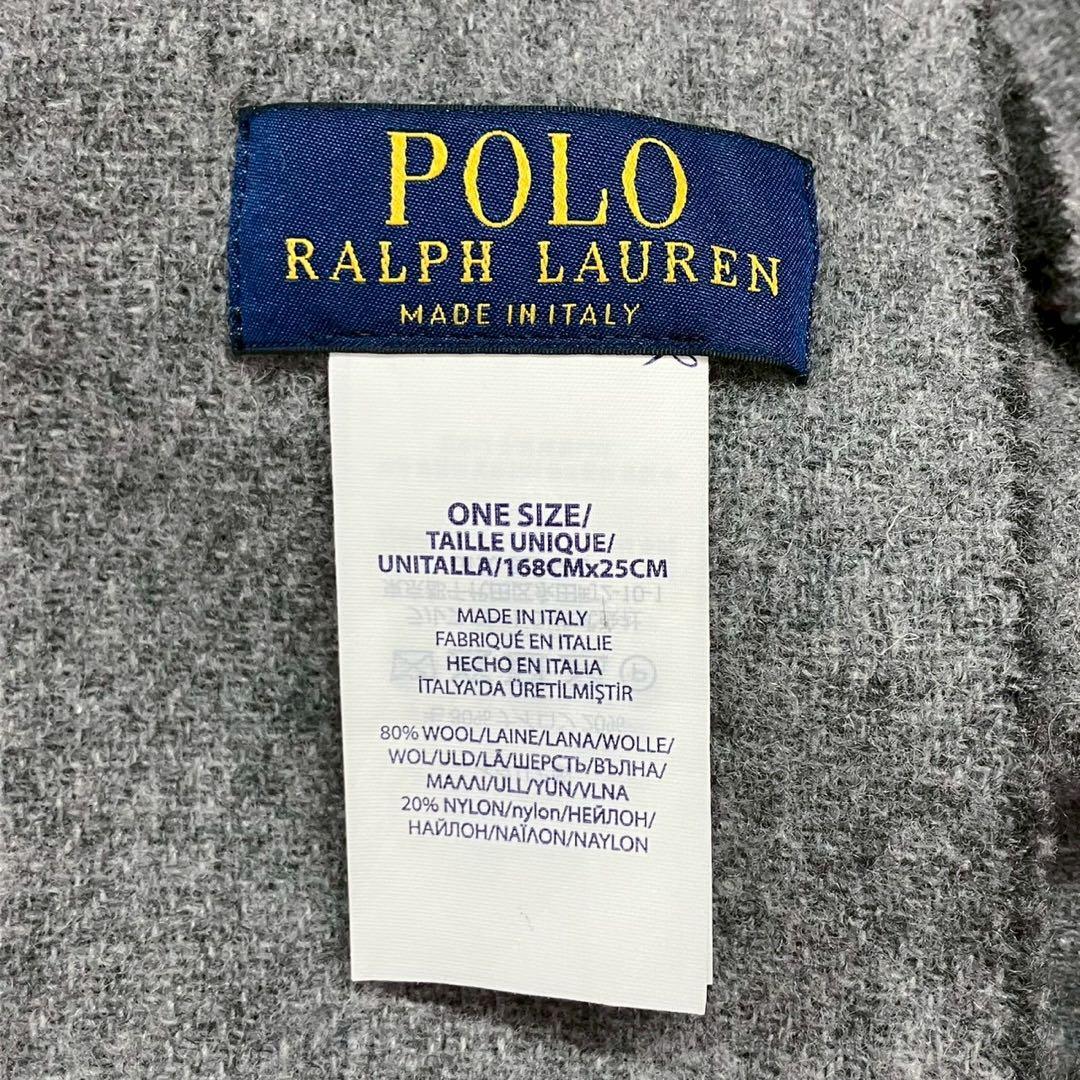 POLO
RALPH LAUREN
MADE IN ITALY
ONE SIZE/
TAILLE UNIQUE/
UNITALLA/168CMx25CM
MADE IN ITALY
FABRIQUÉ EN ITALIE
HECHO EN ITALIA
İTALYA'DA ÜRETİLMİŞTİR
80% WOOL/LAINE/LANA/WOLLE/
WOL/ULD/LÃ/ШЕРСТЬ/ВЪЛНА/
ΜΑΛΛΙ/ULL/YÜN/VLNA
20% NYLON/nylon/НЕЙЛОН/
НАЙЛОН/ΝΑΪΛΟΝ/NAYLON